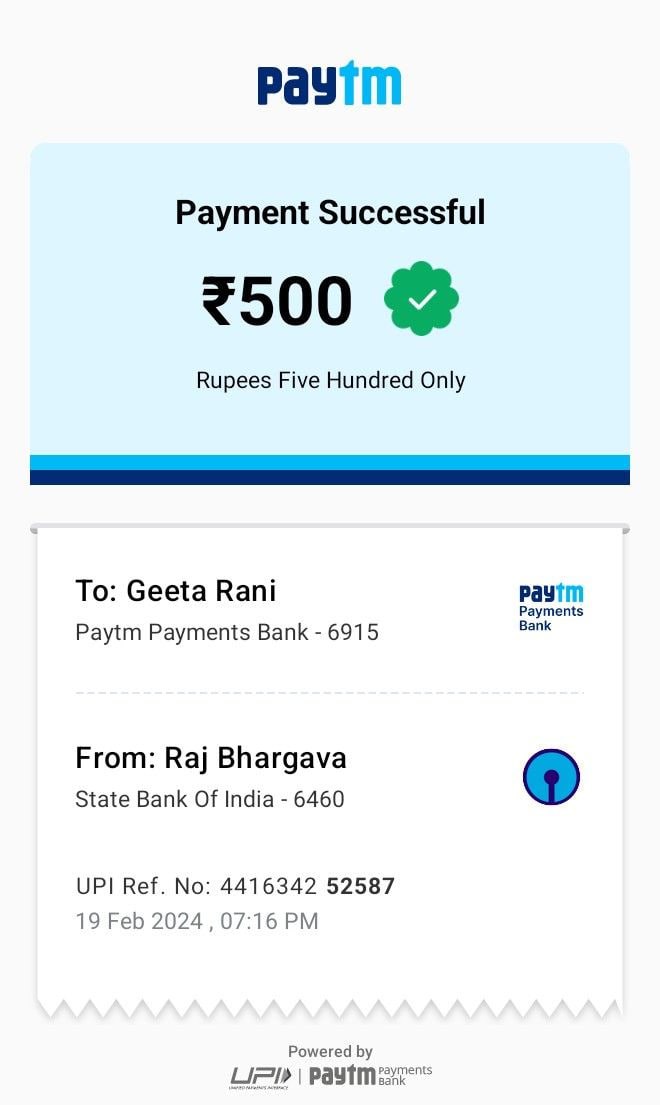 paytm
Payment Successful
₹500
Rupees Five Hundred Only
To: Geeta Rani
Paytm Payments Bank - 6915
paytm
Payments
Bank
From: Raj Bhargava
State Bank Of India - 6460
UPI Ref. No: 4416342 52587
19 Feb 2024 , 07:16 PM
Powered by
UPI
UNIFIED PAYMENTS INTERFACE
paytm Payments Bank